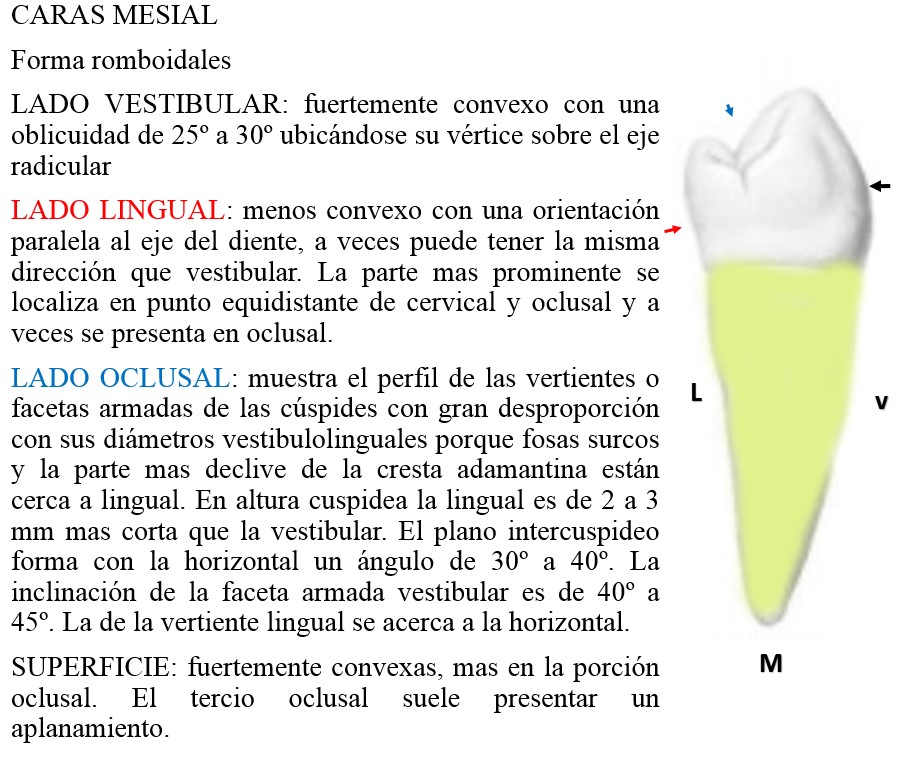 CARAS MESIAL
Forma romboidales
LADO VESTIBULAR: fuertemente convexo con una
oblicuidad de 25º a 30º ubicándose su vértice sobre el eje
radicular
LADO LINGUAL: menos convexo con una orientación
paralela al eje del diente, a veces puede tener la misma
dirección que vestibular. La parte mas prominente se
localiza en punto equidistante de cervical y oclusal y a
veces se presenta en oclusal.
LADO OCLUSAL: muestra el perfil de las vertientes o
facetas armadas de las cúspides con gran desproporción
con sus diámetros vestibulolinguales porque fosas surcos
y la parte mas declive de la cresta adamantina están
cerca a lingual. En altura cuspidea la lingual es de 2 a 3
mm mas corta que la vestibular. El plano intercuspideo
forma con la horizontal un ángulo de 30º a 40º. La
inclinación de la faceta armada vestibular es de 40º a
45º. La de la vertiente lingual se acerca a la horizontal.
SUPERFICIE: fuertemente convexas, mas en la porción
oclusal. El tercio oclusal suele presentar un
aplanamiento.
L
v
M